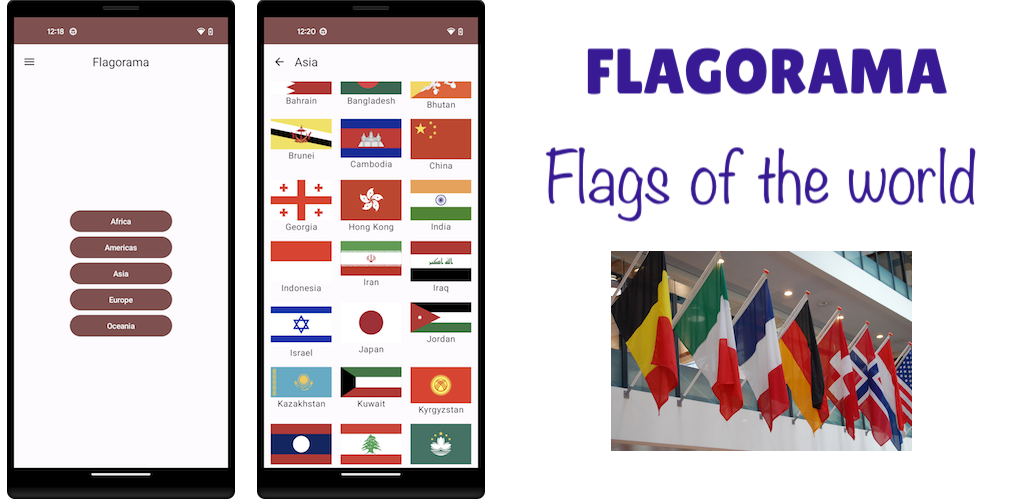 12:18
Flagorama
Africa
Americas
Asia
Europe
Oceania
12:20
Asia
Bahrain Bangladesh Bhutan
Brunei Cambodia China
Georgia Hong Kong India
Indonesia Iran Iraq
Israel Japan Jordan
Kazakhstan Kuwait Kyrgyzstan
FLAGORAMA
Flags of the world